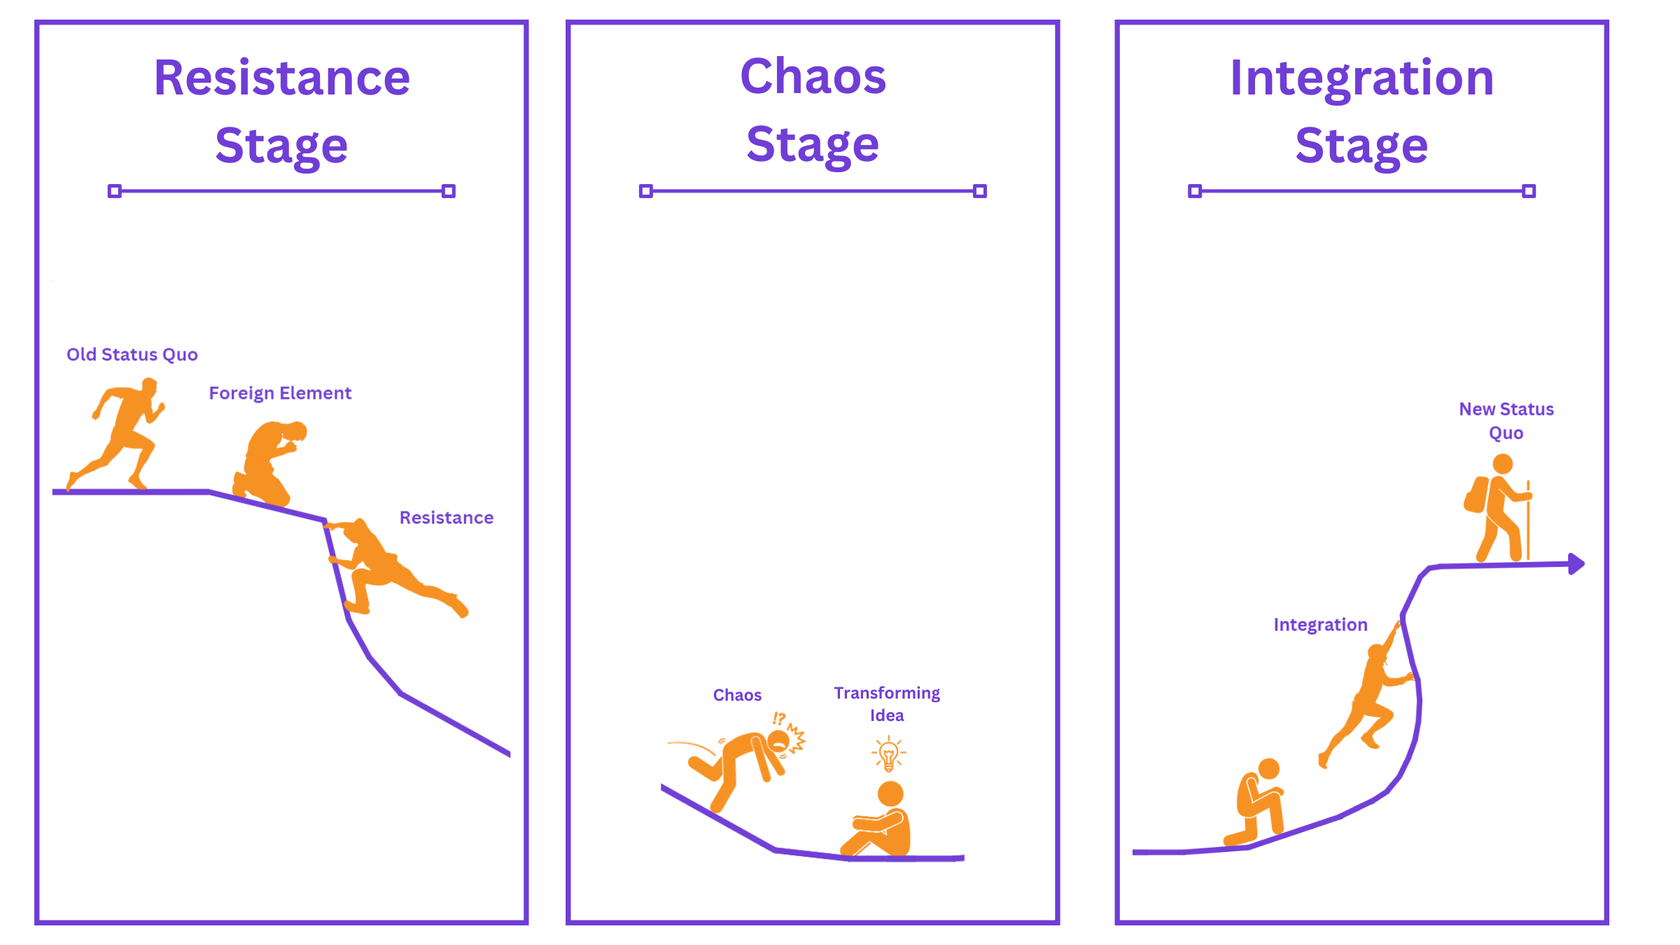 Resistance
Stage
Old Status Quo
Foreign Element
Resistance
Chaos
Stage
Chaos
!?
Transforming
Idea
Integration
Stage
New Status
Quo
Integration